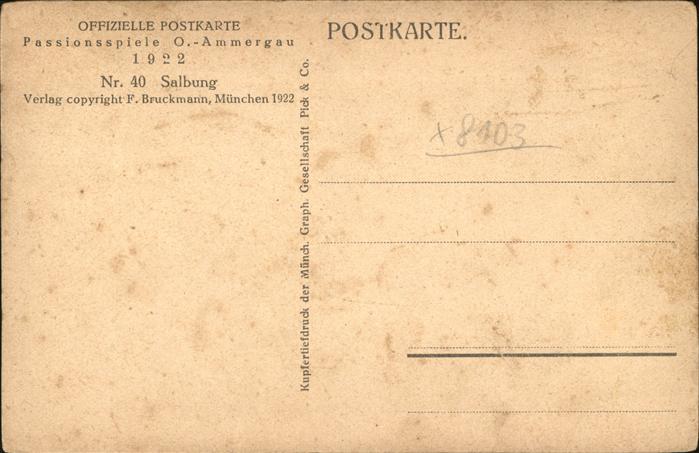 OFFIZIELLE POSTKARTE
Passionsspiele O.-Ammergau
1922
Nr. 40 Salbung
Verlag copyright F. Bruckmann, München 1922
Kupfertiefdruck der Münch. Graph. Gesellschaft Pick & Co.
POSTKARTE.
x 8103